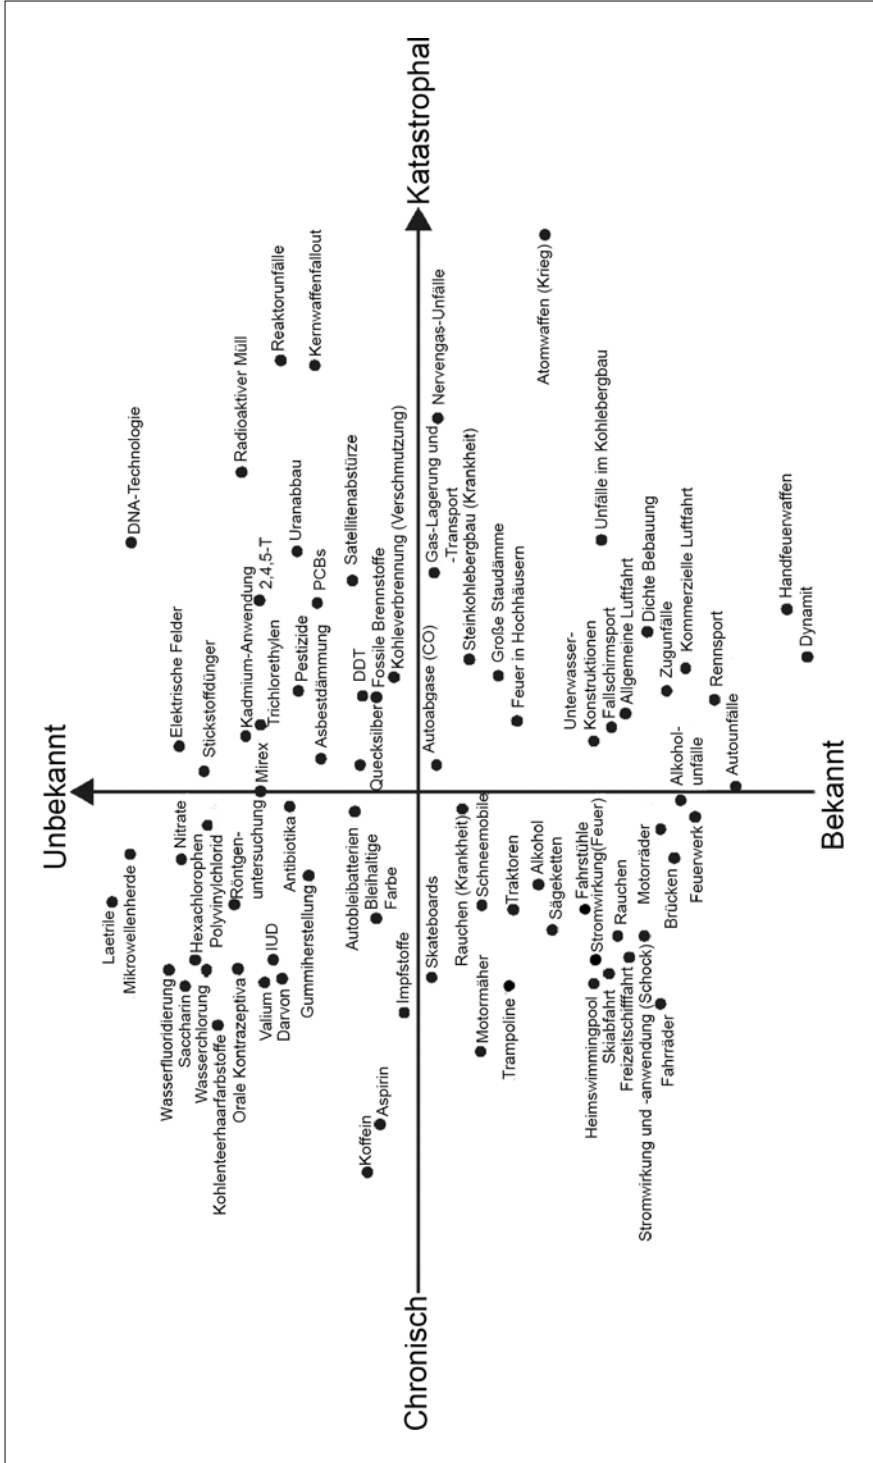 Unbekannt
Laetrile
Mikrowellenherde
DNA-Technologie
Wasserfluoridierung
Saccharin
Nitrate
Elektrische Felder
Hexachlorophen
Wasserchlorung
Polyvinylchlorid
Stickstoffdünger
Kohlenteerhaarfarbstoffe
Orale Kontrazeptiva
Röntgen-
untersuchung
Mirex
Kadmium-Anwendung
Trichlorethylen
2,4,5-T
Radioaktiver Müll
Valium
IUD
Darvon
Antibiotika
Gummiherstellung
Pestizide
Uranabbau
Reaktorunfälle
Asbestdämmung
PCBs
Kernwaffenfallout
Autobleibatterien
Bleihaltige
Farbe
Quecksilber
DDT
Satellitenabstürze
Fossile Brennstoffe
Kohleverbrennung (Verschmutzung)
Koffein
Aspirin
Impfstoffe
Chronisch
Katastrophal
Skateboards
Autoabgase (CO)
Gas-Lagerung und
-Transport
Nervengas-Unfälle
Rauchen (Krankheit)
Steinkohlebergbau (Krankheit)
Motormäher
Schneemobile
Große Staudämme
Trampoline
Traktoren
Feuer in Hochhäusern
Alkohol
Sägeketten
Atomwaffen (Krieg)
Fahrstühle
Stromwirkung(Feuer)
Heimswimmingpool
Skiabfahrt
Rauchen
Freizeitschifffahrt
Unterwasser-
Konstruktionen
Fallschirmsport
Allgemeine Luftfahrt
Unfälle im Kohlebergbau
Stromwirkung und -anwendung (Schock)
Motorräder
Dichte Bebauung
Fahrräder
Brücken
Zugunfälle
Alkohol-
unfälle
Kommerzielle Luftfahrt
Feuerwerk
Rennsport
Autounfälle
Handfeuerwaffen
Dynamit
Bekannt